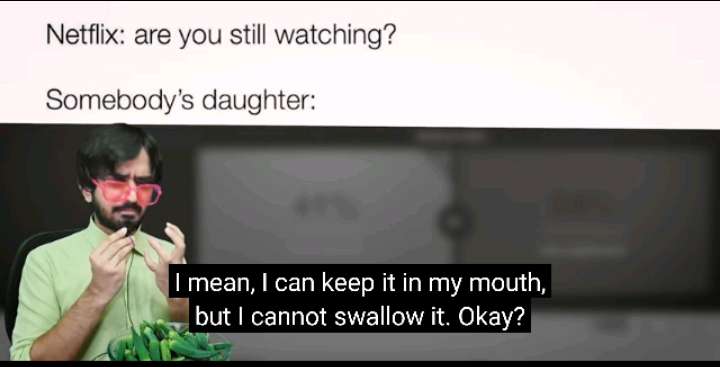 Netflix: are you still watching?
Somebody's daughter:
I mean, I can keep it in my mouth,
but I cannot swallow it. Okay?